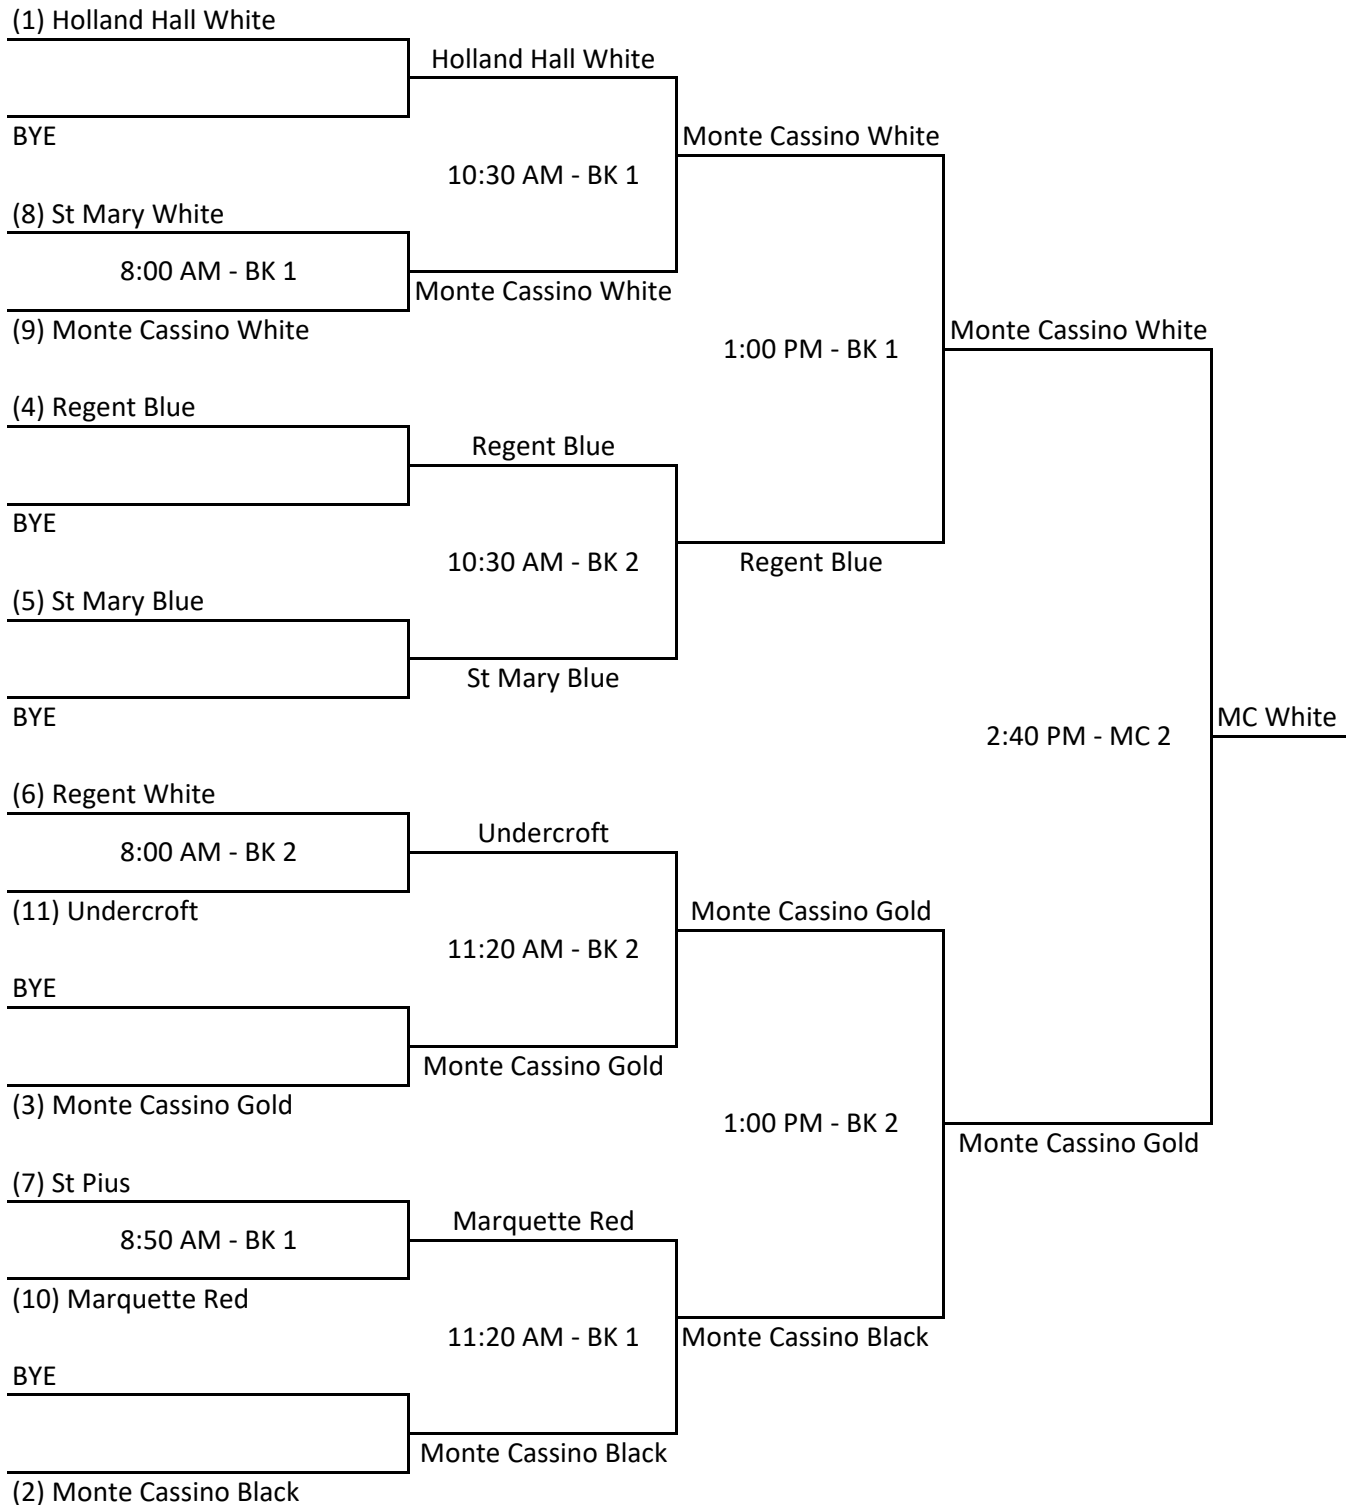 (1) Holland Hall White
Holland Hall White
BYE
Monte Cassino White
10:30 AM - BK 1
(8) St Mary White
8:00 AM - BK 1
Monte Cassino White
(9) Monte Cassino White
Monte Cassino White
1:00 PM - BK 1
(4) Regent Blue
Regent Blue
BYE
10:30 AM - BK 2
Regent Blue
(5) St Mary Blue
St Mary Blue
BYE
MC White
2:40 PM - MC 2
(6) Regent White
Undercroft
8:00 AM - BK 2
(11) Undercroft
Monte Cassino Gold
11:20 AM - BK 2
BYE
Monte Cassino Gold
(3) Monte Cassino Gold
1:00 PM - BK 2
Monte Cassino Gold
(7) St Pius
Marquette Red
8:50 AM - BK 1
(10) Marquette Red
11:20 AM - BK 1
Monte Cassino Black
BYE
Monte Cassino Black
(2) Monte Cassino Black